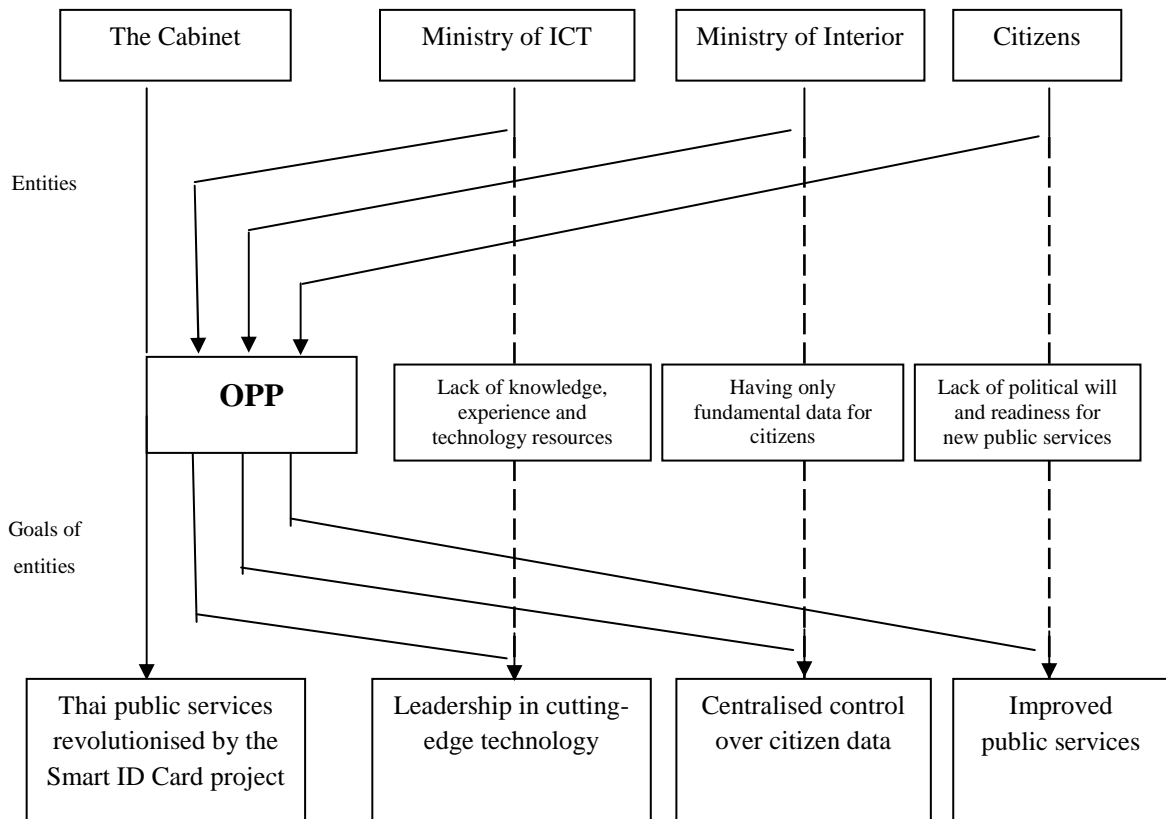 The Cabinet
Ministry of ICT
Ministry of Interior
Citizens
Entities
OPP
Lack of knowledge,
experience and
technology resources
Having only
fundamental data for
citizens
Lack of political will
and readiness for
new public services
Goals of
entities
Thai public services
revolutionised by the
Smart ID Card project
Leadership in cutting-
edge technology
Centralised control
over citizen data
Improved
public services